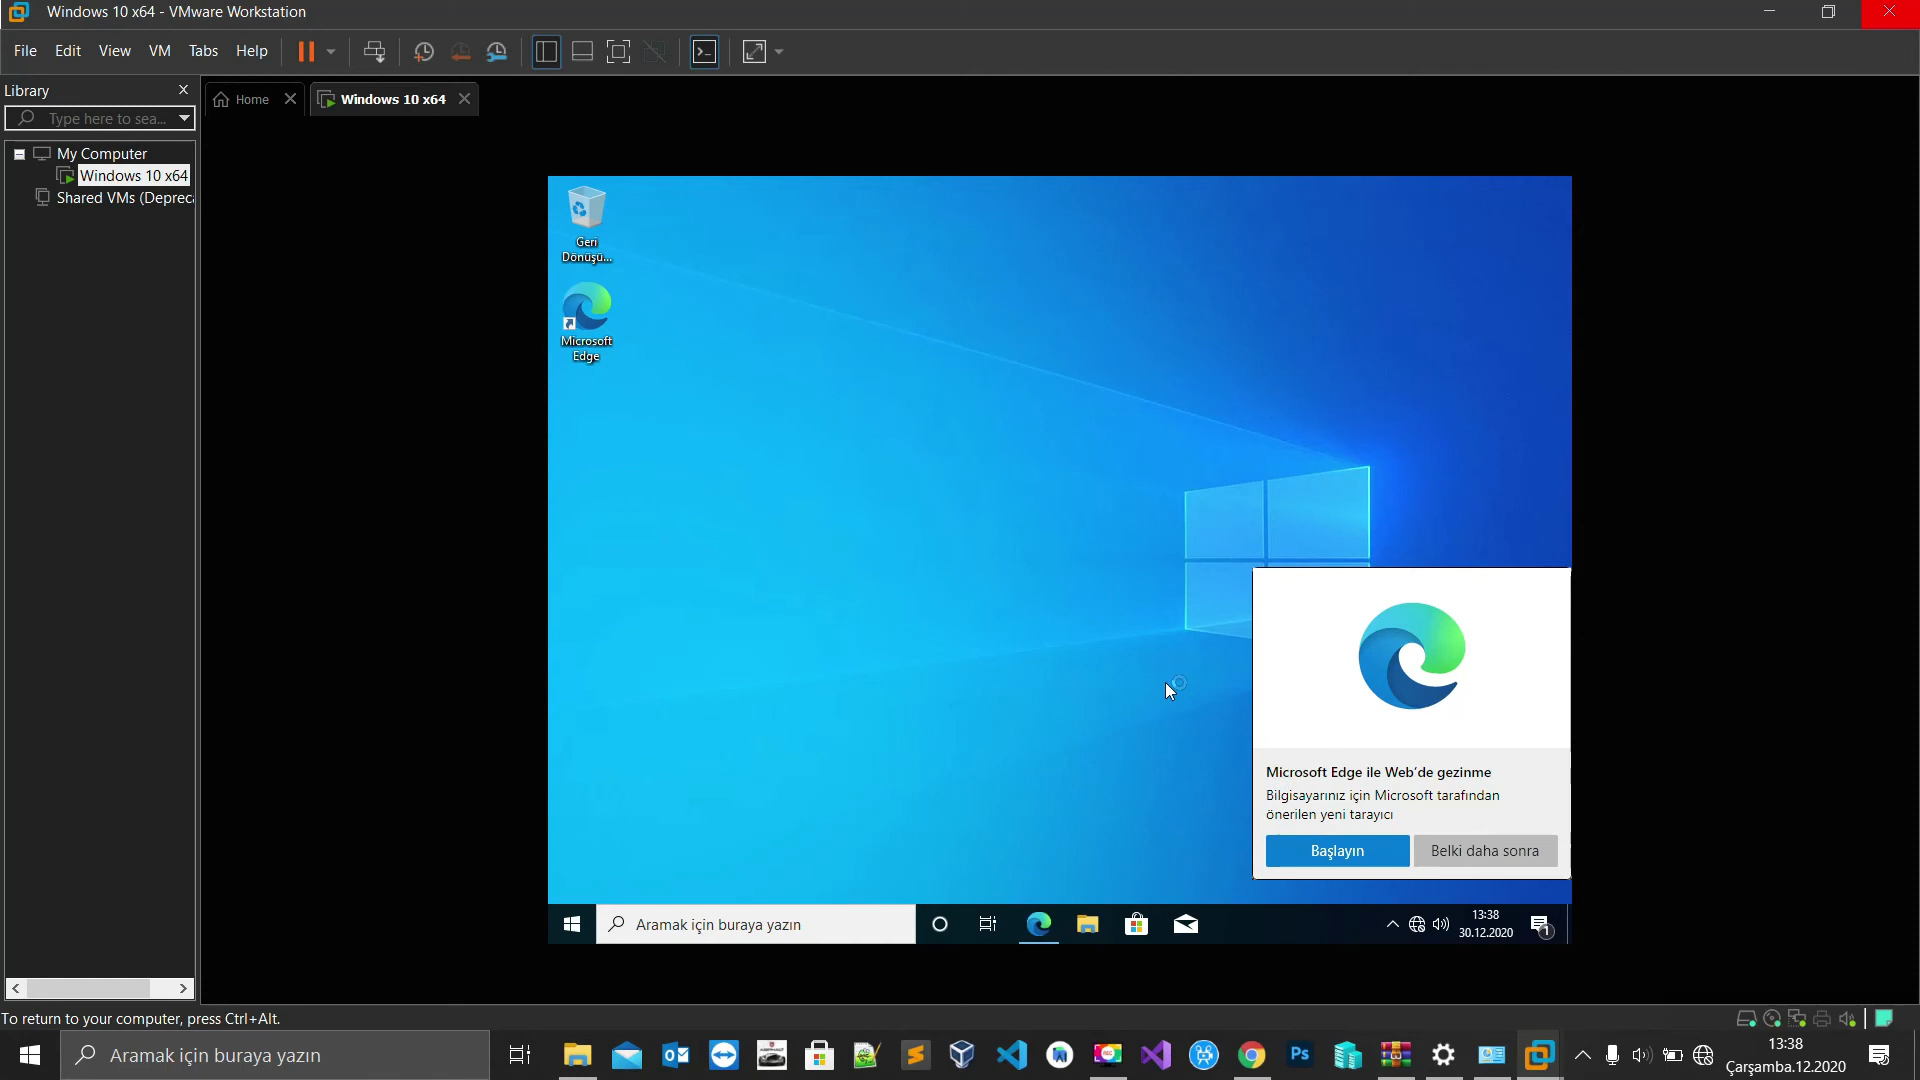 Windows 10 x64 - VMware Workstation
File Edit View VM Tabs Help
Library
Home
Windows 10 x64
Type here to sea...
My Computer
Windows 10 x64
Shared VMs (Depreca
Geri
Dönüşü...
Microsoft
Edge
Microsoft Edge ile Web'de gezinme
Bilgisayarınız için Microsoft tarafından
önerilen yeni tarayıcı
Başlayın
Belki daha sonra
Aramak için buraya yazın
13:38
30.12.2020
1
To return to your computer, press Ctrl+Alt.
Aramak için buraya yazın
Ps
13:38
Çarşamba.12.2020